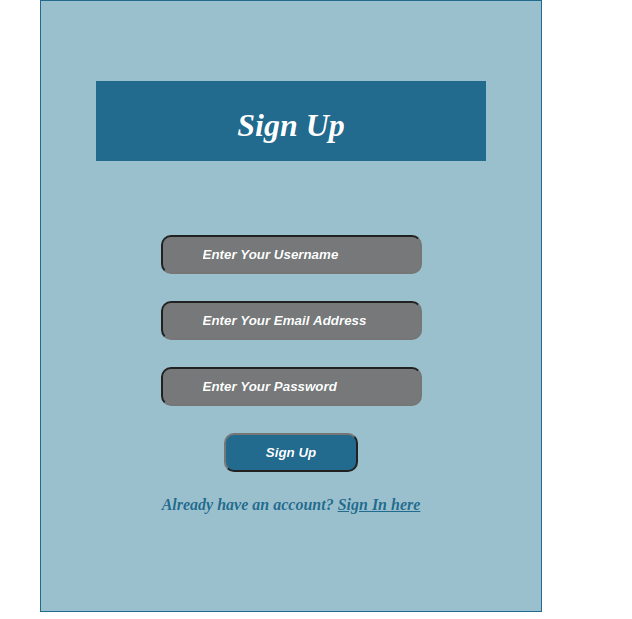 Sign Up
Enter Your Username
Enter Your Email Address
Enter Your Password
Sign Up
Already have an account? Sign In here